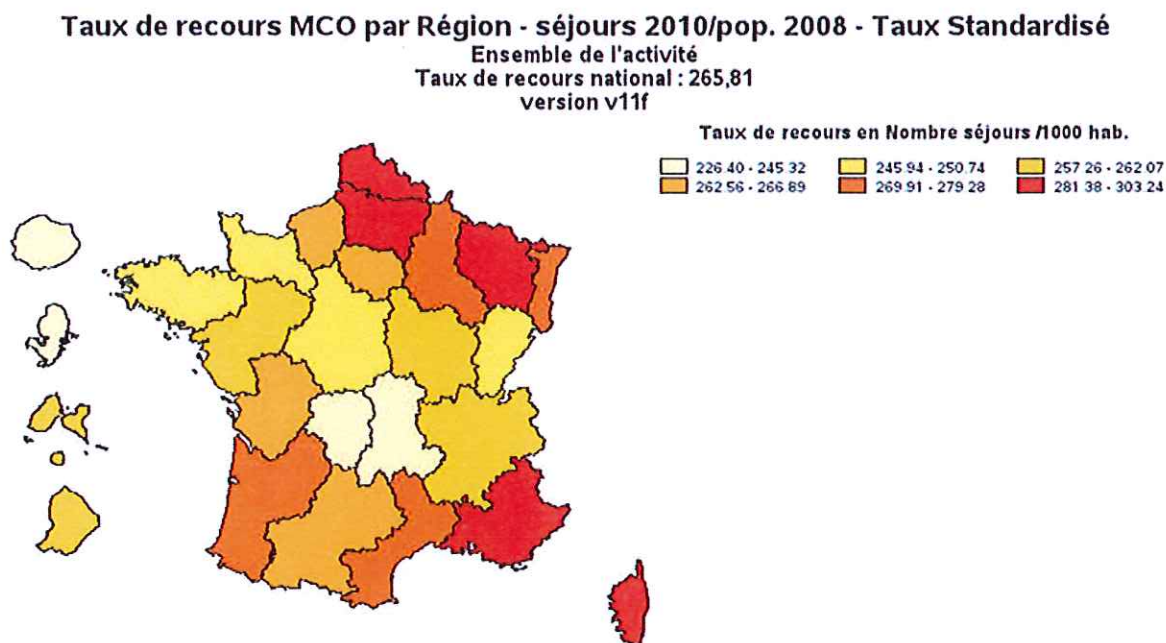 Taux de recours MCO par Région - séjours 2010/pop. 2008 - Taux Standardisé
Ensemble de l'activité
Taux de recours national : 265,81
version v11f
Taux de recours en Nombre séjours /1000 hab.
226.40 - 245.32 245.94 - 250.74 257.26 - 262.07
262.56 - 266.89 269.91 - 279.28 281.38 - 303.24